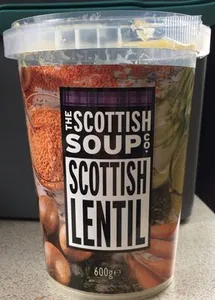 THE
SCOTTISH
SOUP CO.
SCOTTISH
LENTIL
600g e